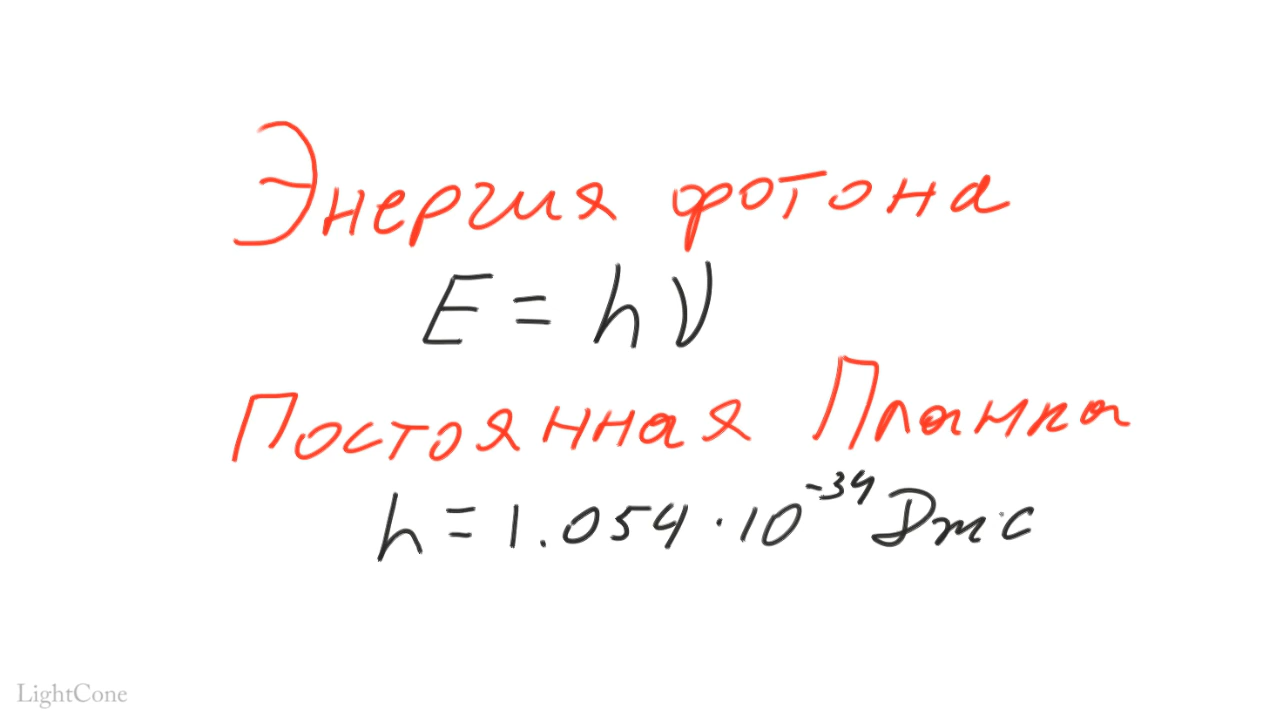 Энергия фотона
E = hν
Постоянная Планка
h = 1.054 · 10⁻³⁴ Дж с
LightCone